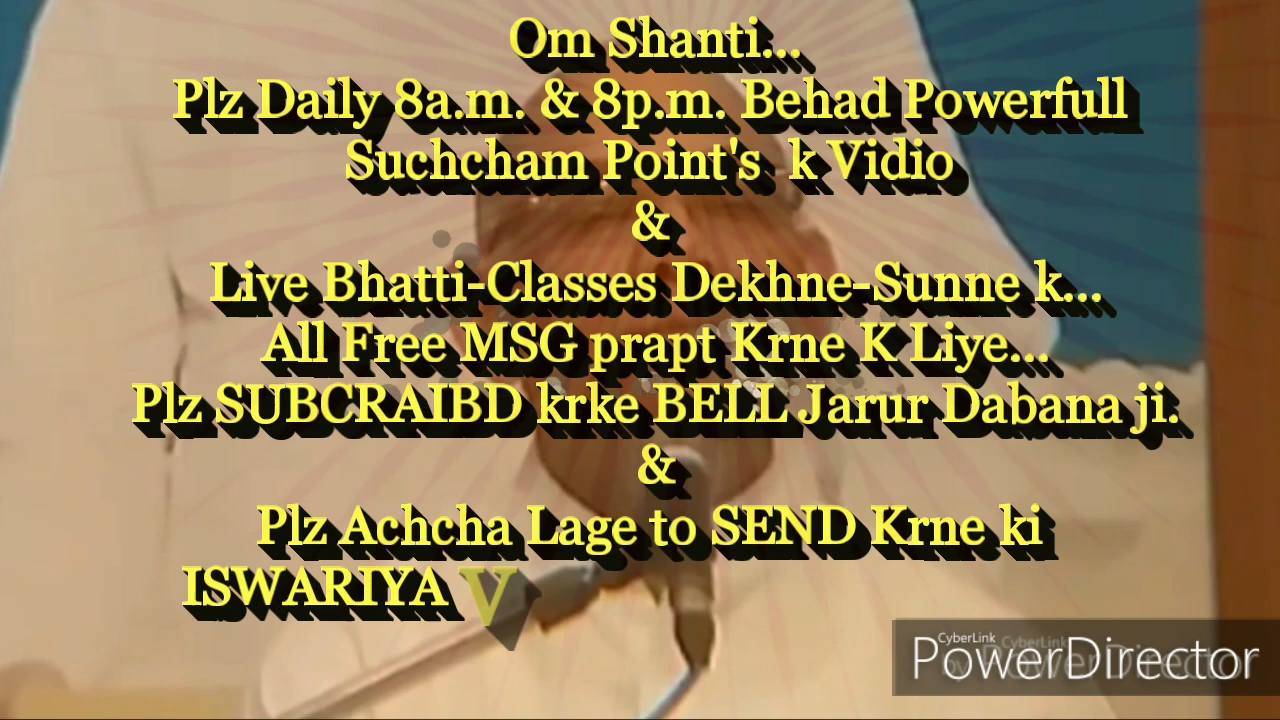 Om Shanti...
Plz Daily 8a.m. & 8p.m. Behad Powerfull
Suchcham Point's k Vidio
&
Live Bhatti-Classes Dekhne-Sunne k...
All Free MSG prapt Krne K Liye...
Plz SUBCRAIBD krke BELL Jarur Dabana ji.
&
Plz Achcha Lage to SEND Krne ki
ISWARIYA V
CyberLink
PowerDirector